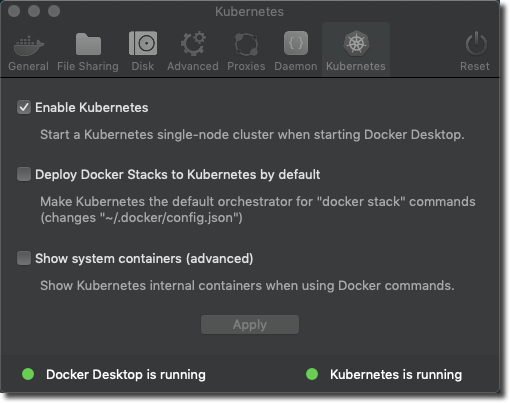 Kubernetes
General File Sharing Disk Advanced Proxies Daemon Kubernetes Reset
Enable Kubernetes
Start a Kubernetes single-node cluster when starting Docker Desktop.
Deploy Docker Stacks to Kubernetes by default
Make Kubernetes the default orchestrator for "docker stack" commands
(changes "~/.docker/config.json")
Show system containers (advanced)
Show Kubernetes internal containers when using Docker commands.
Apply
Docker Desktop is running Kubernetes is running